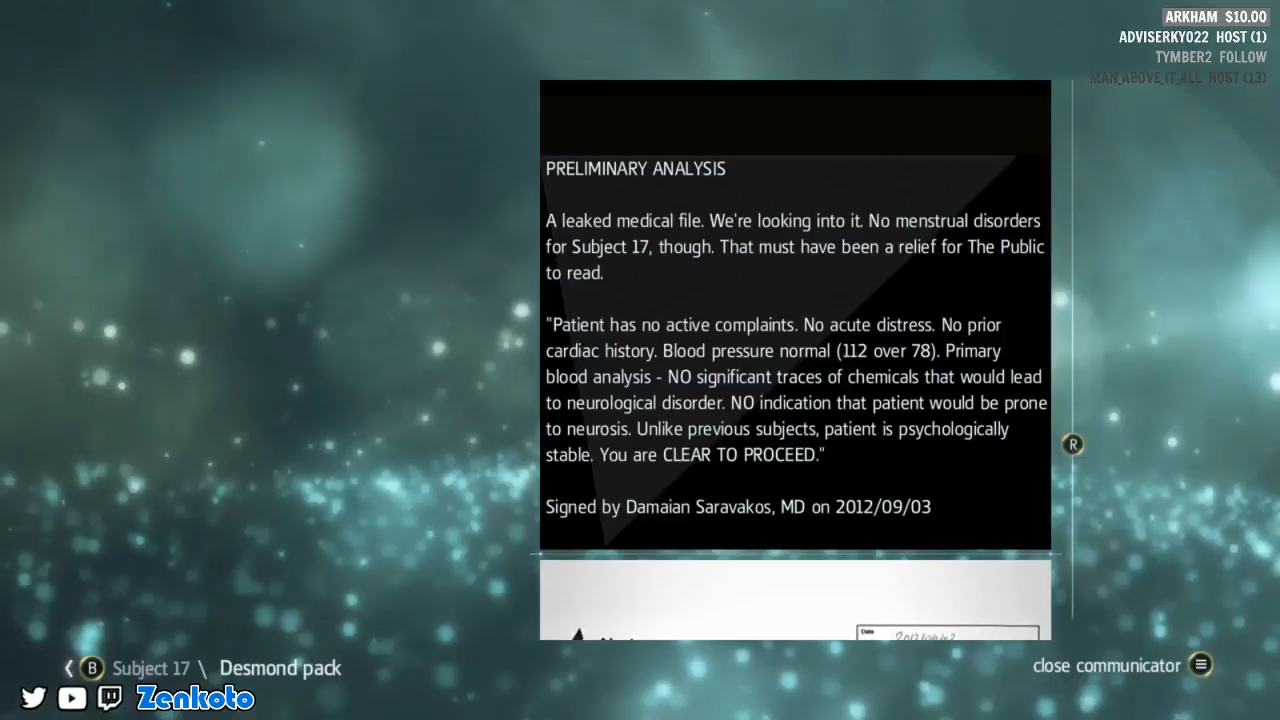 ARKHAM $10.00
ADVISERKY022 HOST (1)
TYMBER2 FOLLOW
MAN_ABOVE_IT_ALL HOST (13)
PRELIMINARY ANALYSIS
A leaked medical file. We're looking into it. No menstrual disorders
for Subject 17, though. That must have been a relief for The Public
to read.
"Patient has no active complaints. No acute distress. No prior
cardiac history. Blood pressure normal (112 over 78). Primary
blood analysis - NO significant traces of chemicals that would lead
to neurological disorder. NO indication that patient would be prone
to neurosis. Unlike previous subjects, patient is psychologically
stable. You are CLEAR TO PROCEED."
R
Signed by Damaian Saravakos, MD on 2012/09/03
Date
B Subject 17 \ Desmond pack
close communicator
Zenkoto